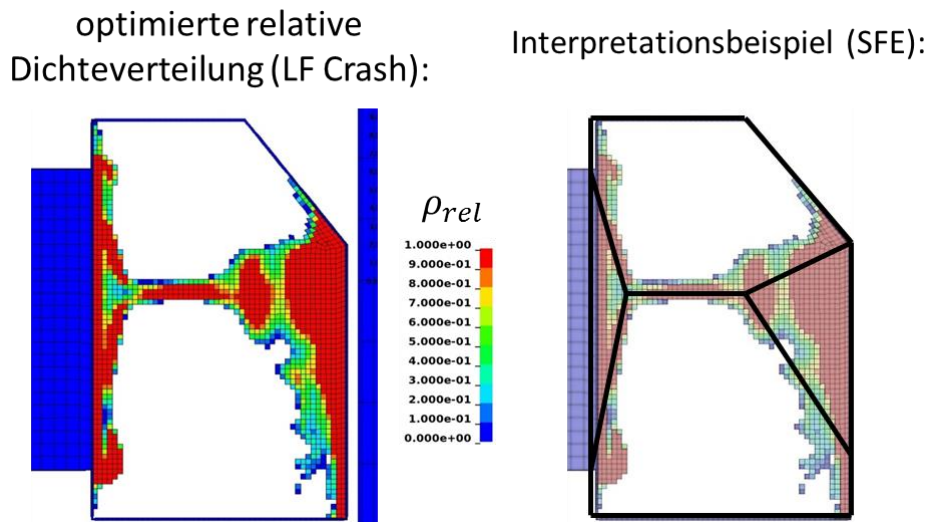 optimierte relative
Dichteverteilung (LF Crash):
Interpretationsbeispiel (SFE):
ρrel
1.000e+00
9.000e-01
8.000e-01
7.000e-01
6.000e-01
5.000e-01
4.000e-01
3.000e-01
2.000e-01
1.000e-01
0.000e+00